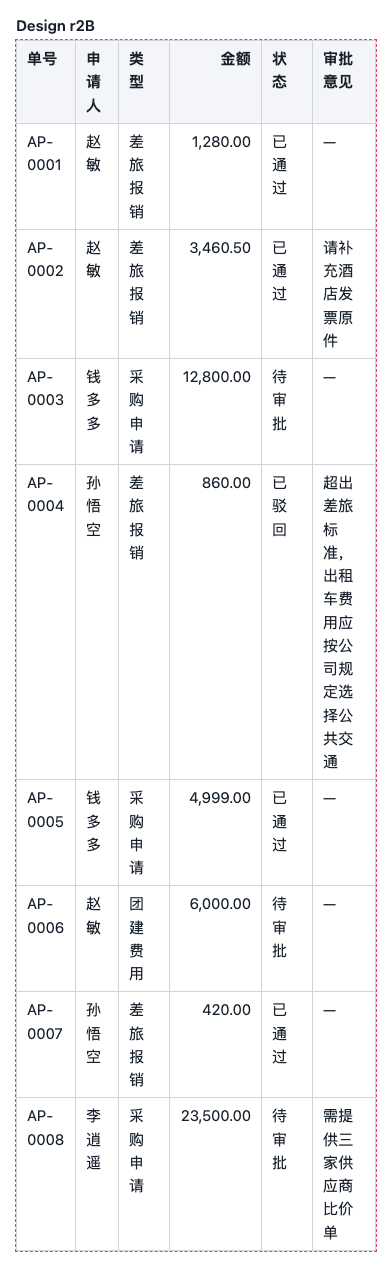 Design r2B
单号 申请人 类型 金额 状态 审批意见
AP-0001 赵敏 差旅报销 1,280.00 已通过 —
AP-0002 赵敏 差旅报销 3,460.50 已通过 请补充酒店发票原件
AP-0003 钱多多 采购申请 12,800.00 待审批 —
AP-0004 孙悟空 差旅报销 860.00 已驳回 超出差旅标准，出租车费用应按公司规定选择公共交通
AP-0005 钱多多 采购申请 4,999.00 已通过 —
AP-0006 赵敏 团建费用 6,000.00 待审批 —
AP-0007 孙悟空 差旅报销 420.00 已通过 —
AP-0008 李逍遥 采购申请 23,500.00 待审批 需提供三家供应商比价单